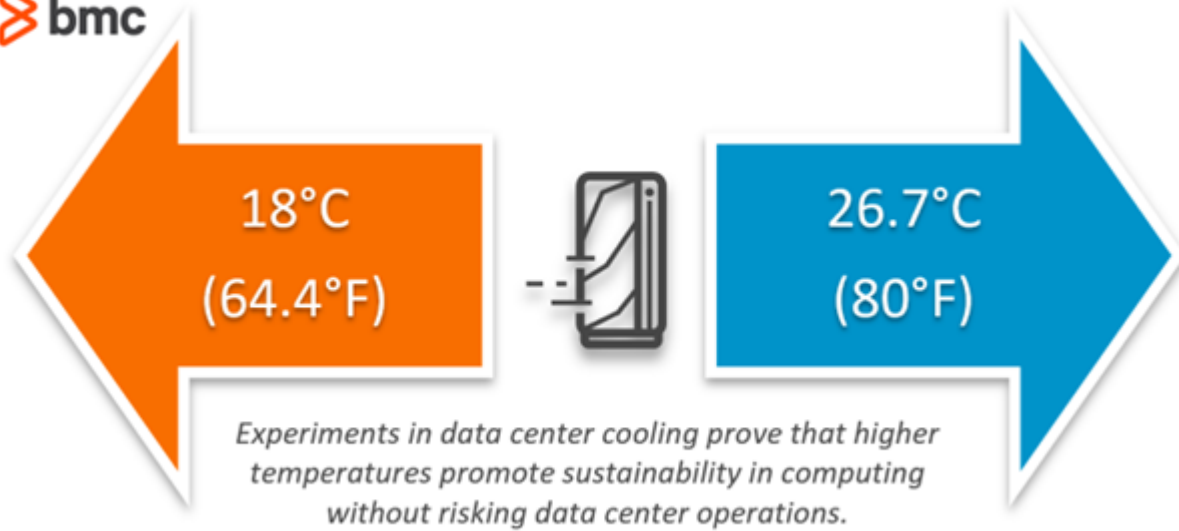 bmc
18°C
(64.4°F)
26.7°C
(80°F)
Experiments in data center cooling prove that higher
temperatures promote sustainability in computing
without risking data center operations.